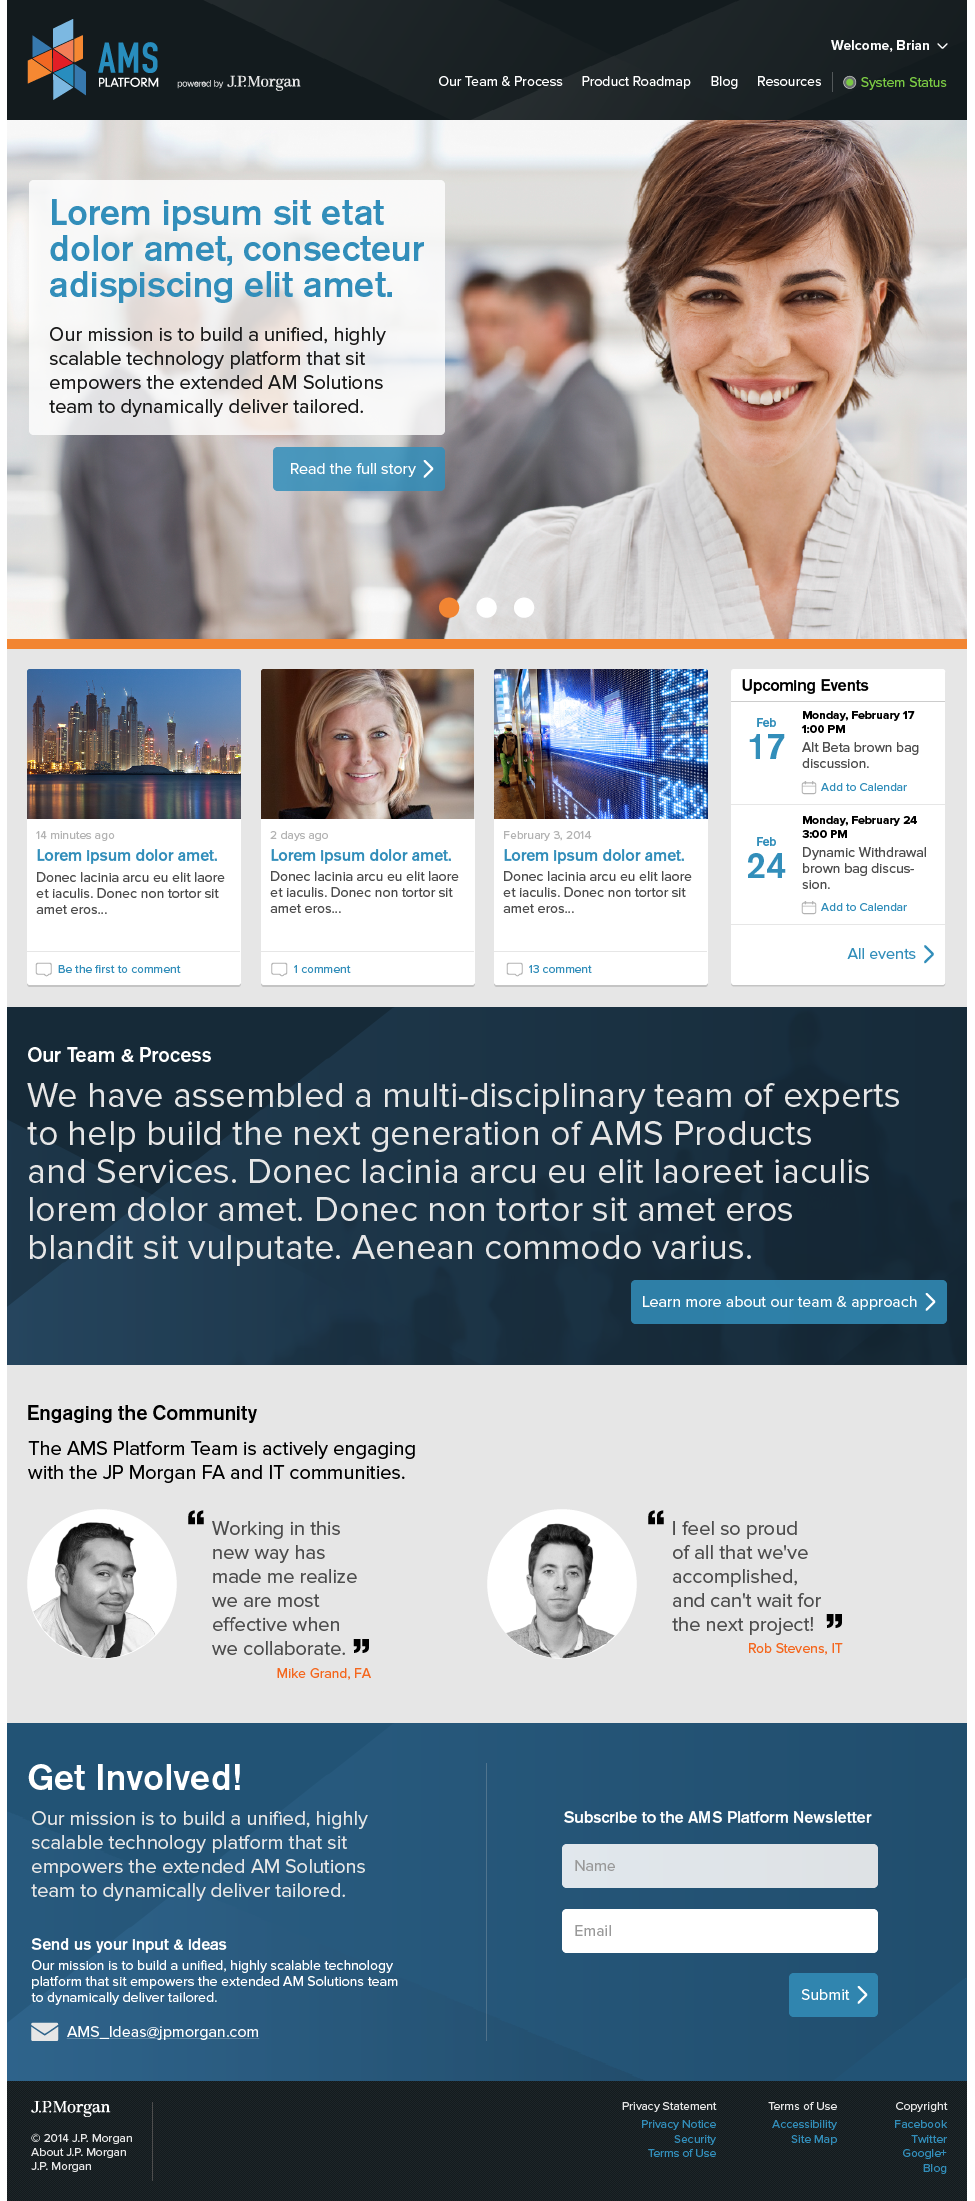 AMS
PLATFORM
powered by J.P.Morgan
Welcome, Brian
Our Team & Process
Product Roadmap
Blog
Resources
System Status
Lorem ipsum sit etat
dolor amet, consecteur
adispiscing elit amet.
Our mission is to build a unified, highly
scalable technology platform that sit
empowers the extended AM Solutions
team to dynamically deliver tailored.
Read the full story
14 minutes ago
Lorem ipsum dolor amet.
Donec lacinia arcu eu elit laore
et iaculis. Donec non tortor sit
amet eros...
Be the first to comment
2 days ago
Lorem ipsum dolor amet.
Donec lacinia arcu eu elit laore
et iaculis. Donec non tortor sit
amet eros...
1 comment
February 3, 2014
Lorem ipsum dolor amet.
Donec lacinia arcu eu elit laore
et iaculis. Donec non tortor sit
amet eros...
13 comment
Upcoming Events
Feb
17
Monday, February 17
1:00 PM
Alt Beta brown bag
discussion.
Add to Calendar
Feb
24
Monday, February 24
3:00 PM
Dynamic Withdrawal
brown bag discus-
sion.
Add to Calendar
All events
Our Team & Process
We have assembled a multi-disciplinary team of experts
to help build the next generation of AMS Products
and Services. Donec lacinia arcu eu elit laoreet iaculis
lorem dolor amet. Donec non tortor sit amet eros
blandit sit vulputate. Aenean commodo varius.
Learn more about our team & approach
Engaging the Community
The AMS Platform Team is actively engaging
with the JP Morgan FA and IT communities.
“ Working in this
new way has
made me realize
we are most
effective when
we collaborate. ”
Mike Grand, FA
“ I feel so proud
of all that we've
accomplished,
and can't wait for
the next project! ”
Rob Stevens, IT
Get Involved!
Our mission is to build a unified, highly
scalable technology platform that sit
empowers the extended AM Solutions
team to dynamically deliver tailored.
Send us your input & ideas
Our mission is to build a unified, highly scalable technology
platform that sit empowers the extended AM Solutions team
to dynamically deliver tailored.
AMS_Ideas@jpmorgan.com
Subscribe to the AMS Platform Newsletter
Name
Email
Submit
J.P.Morgan
© 2014 J.P. Morgan
About J.P. Morgan
J.P. Morgan
Privacy Statement
Privacy Notice
Security
Terms of Use
Terms of Use
Accessibility
Site Map
Copyright
Facebook
Twitter
Google+
Blog